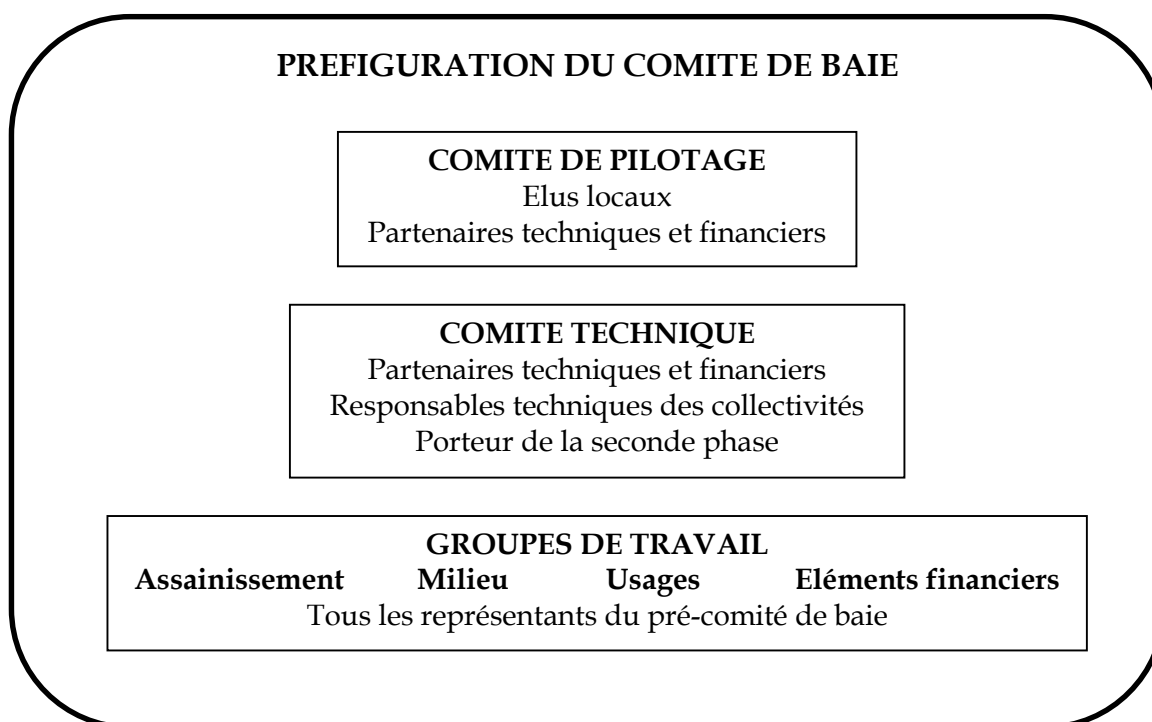 PREFIGURATION DU COMITE DE BAIE
COMITE DE PILOTAGE
Elus locaux
Partenaires techniques et financiers
COMITE TECHNIQUE
Partenaires techniques et financiers
Responsables techniques des collectivités
Porteur de la seconde phase
GROUPES DE TRAVAIL
Assainissement Milieu Usages Eléments financiers
Tous les représentants du pré-comité de baie